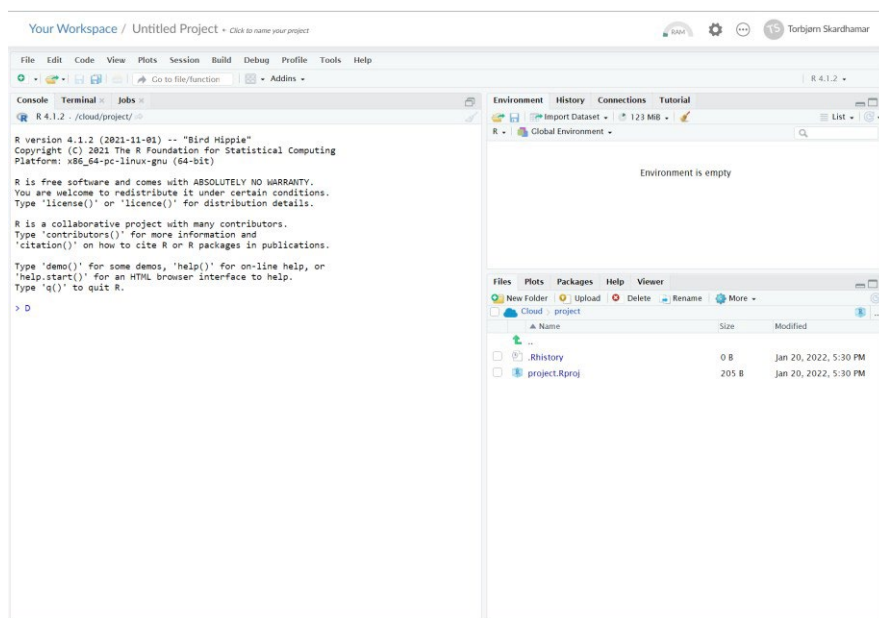 Your Workspace / Untitled Project • Click to name your project
RAM
TS Torbjørn Skardhamar
File Edit Code View Plots Session Build Debug Profile Tools Help
Go to file/function Addins R 4.1.2
Console Terminal Jobs
R 4.1.2 . /cloud/project/
R version 4.1.2 (2021-11-01) -- "Bird Hippie"
Copyright (C) 2021 The R Foundation for Statistical Computing
Platform: x86_64-pc-linux-gnu (64-bit)
R is free software and comes with ABSOLUTELY NO WARRANTY.
You are welcome to redistribute it under certain conditions.
Type 'license()' or 'licence()' for distribution details.
R is a collaborative project with many contributors.
Type 'contributors()' for more information and
'citation()' on how to cite R or R packages in publications.
Type 'demo()' for some demos, 'help()' for on-line help, or
'help.start()' for an HTML browser interface to help.
Type 'q()' to quit R.
> D
Environment History Connections Tutorial
Import Dataset 123 MiB List
R Global Environment
Environment is empty
Files Plots Packages Help Viewer
New Folder Upload Delete Rename More
Cloud project
Name Size Modified
..
.Rhistory 0 B Jan 20, 2022, 5:30 PM
project.Rproj 205 B Jan 20, 2022, 5:30 PM